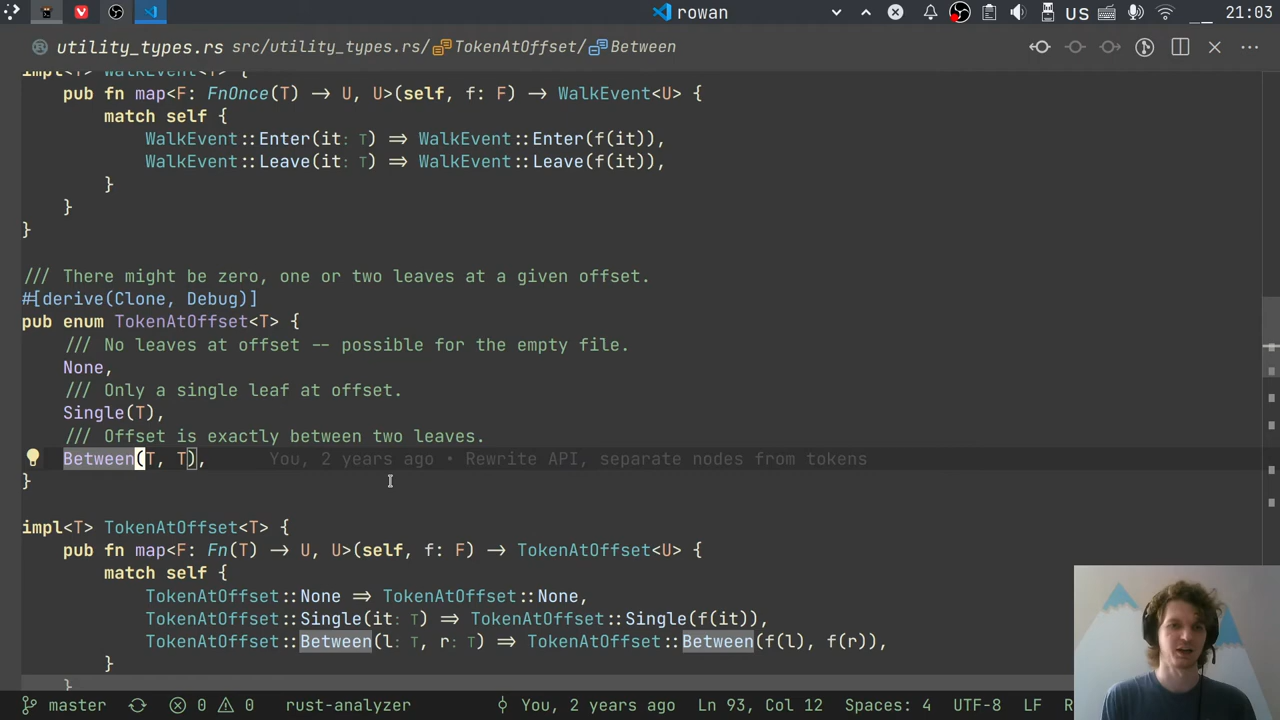 rowan
US
21:03
utility_types.rs src/utility_types.rs/TokenAtOffset/Between
impl<T> WalkEvent<T> {
pub fn map<F: FnOnce(T) → U, U>(self, f: F) → WalkEvent<U> {
match self {
WalkEvent::Enter(it: T) ⇒ WalkEvent::Enter(f(it)),
WalkEvent::Leave(it: T) ⇒ WalkEvent::Leave(f(it)),
}
}
}
/// There might be zero, one or two leaves at a given offset.
#[derive(Clone, Debug)]
pub enum TokenAtOffset<T> {
/// No leaves at offset -- possible for the empty file.
None,
/// Only a single leaf at offset.
Single(T),
/// Offset is exactly between two leaves.
Between(T, T), You, 2 years ago • Rewrite API, separate nodes from tokens
}
impl<T> TokenAtOffset<T> {
pub fn map<F: Fn(T) → U, U>(self, f: F) → TokenAtOffset<U> {
match self {
TokenAtOffset::None ⇒ TokenAtOffset::None,
TokenAtOffset::Single(it: T) ⇒ TokenAtOffset::Single(f(it)),
TokenAtOffset::Between(l: T, r: T) ⇒ TokenAtOffset::Between(f(l), f(r)),
}
}
master 0 0 rust-analyzer You, 2 years ago Ln 93, Col 12 Spaces: 4 UTF-8 LF